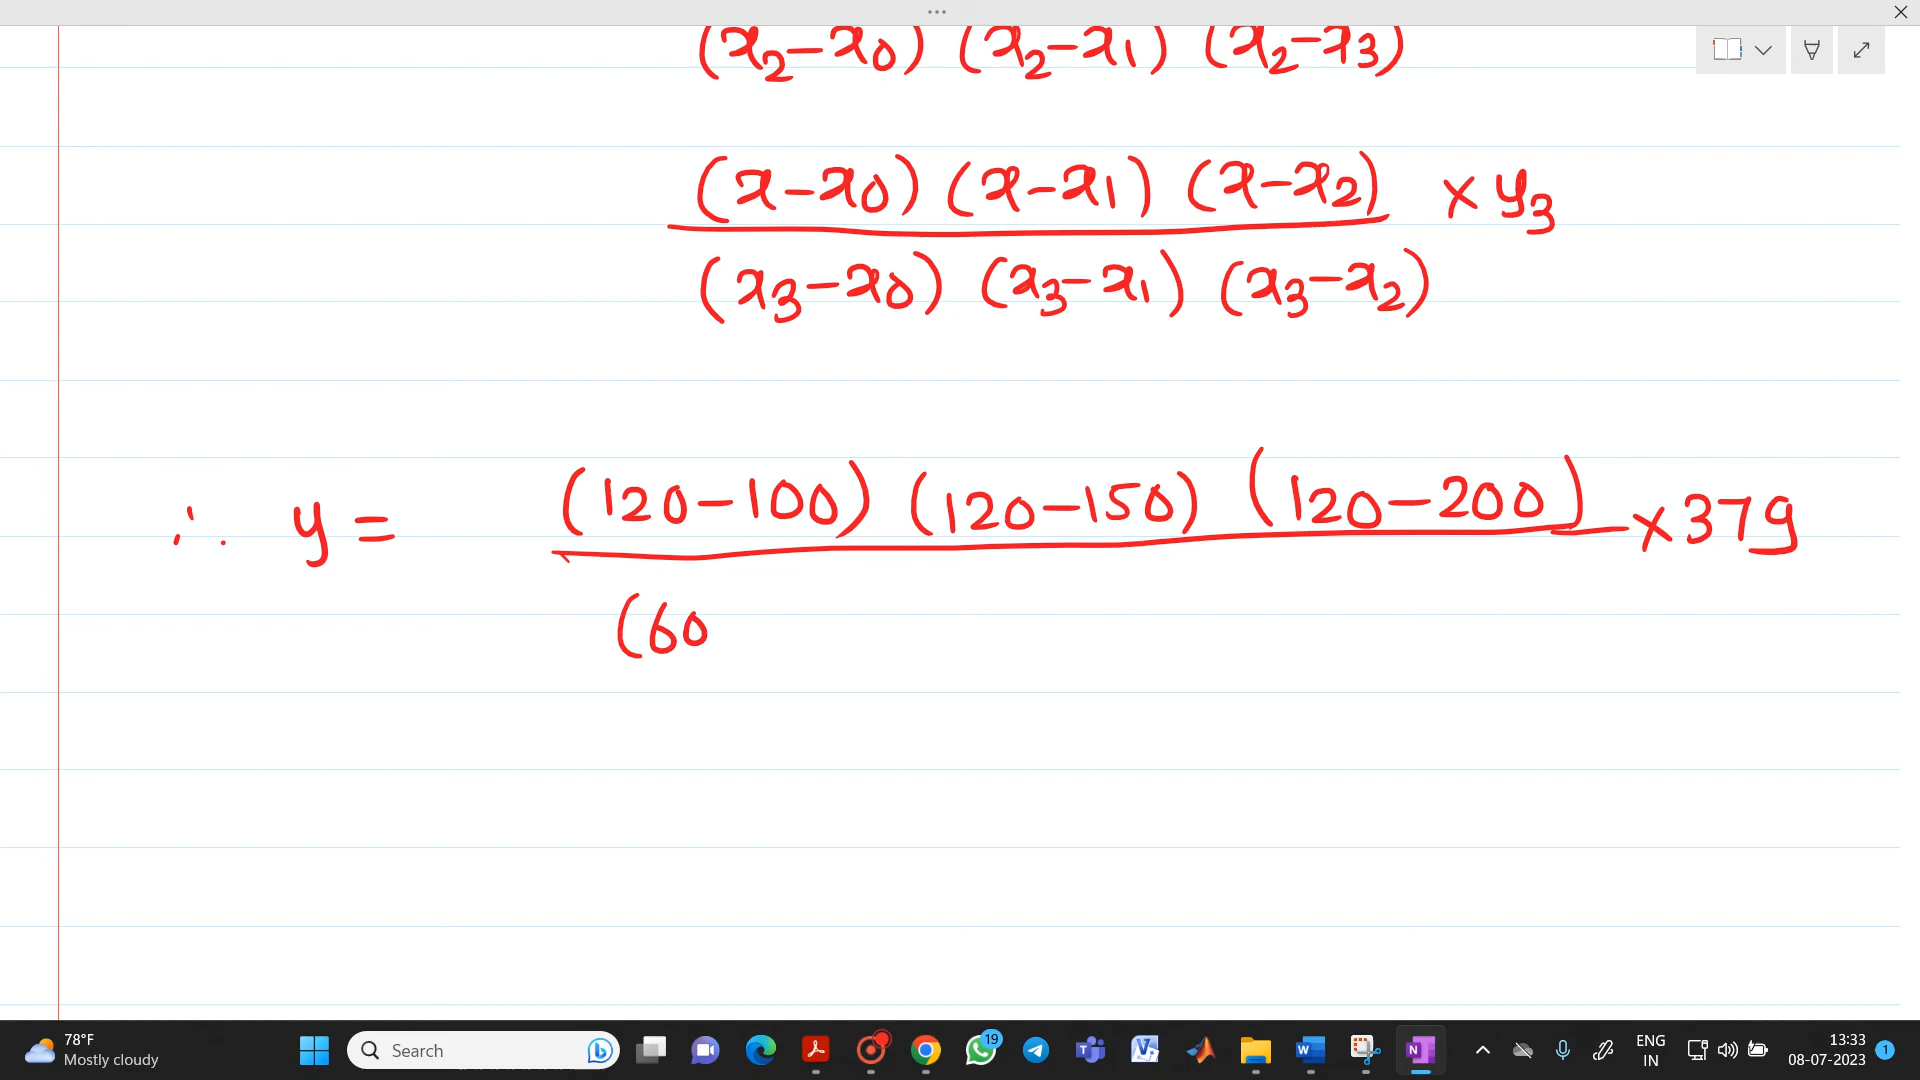 (x₂-x₀) (x₂-x₁) (x₂-x₃)
(x-x₀) (x-x₁) (x-x₂) × y₃
(x₃-x₀) (x₃-x₁) (x₃-x₂)
∴ y = (120-100) (120-150) (120-200) × 379
(60
78°F
Mostly cloudy
Search
19
ENG
IN
13:33
08-07-2023
1